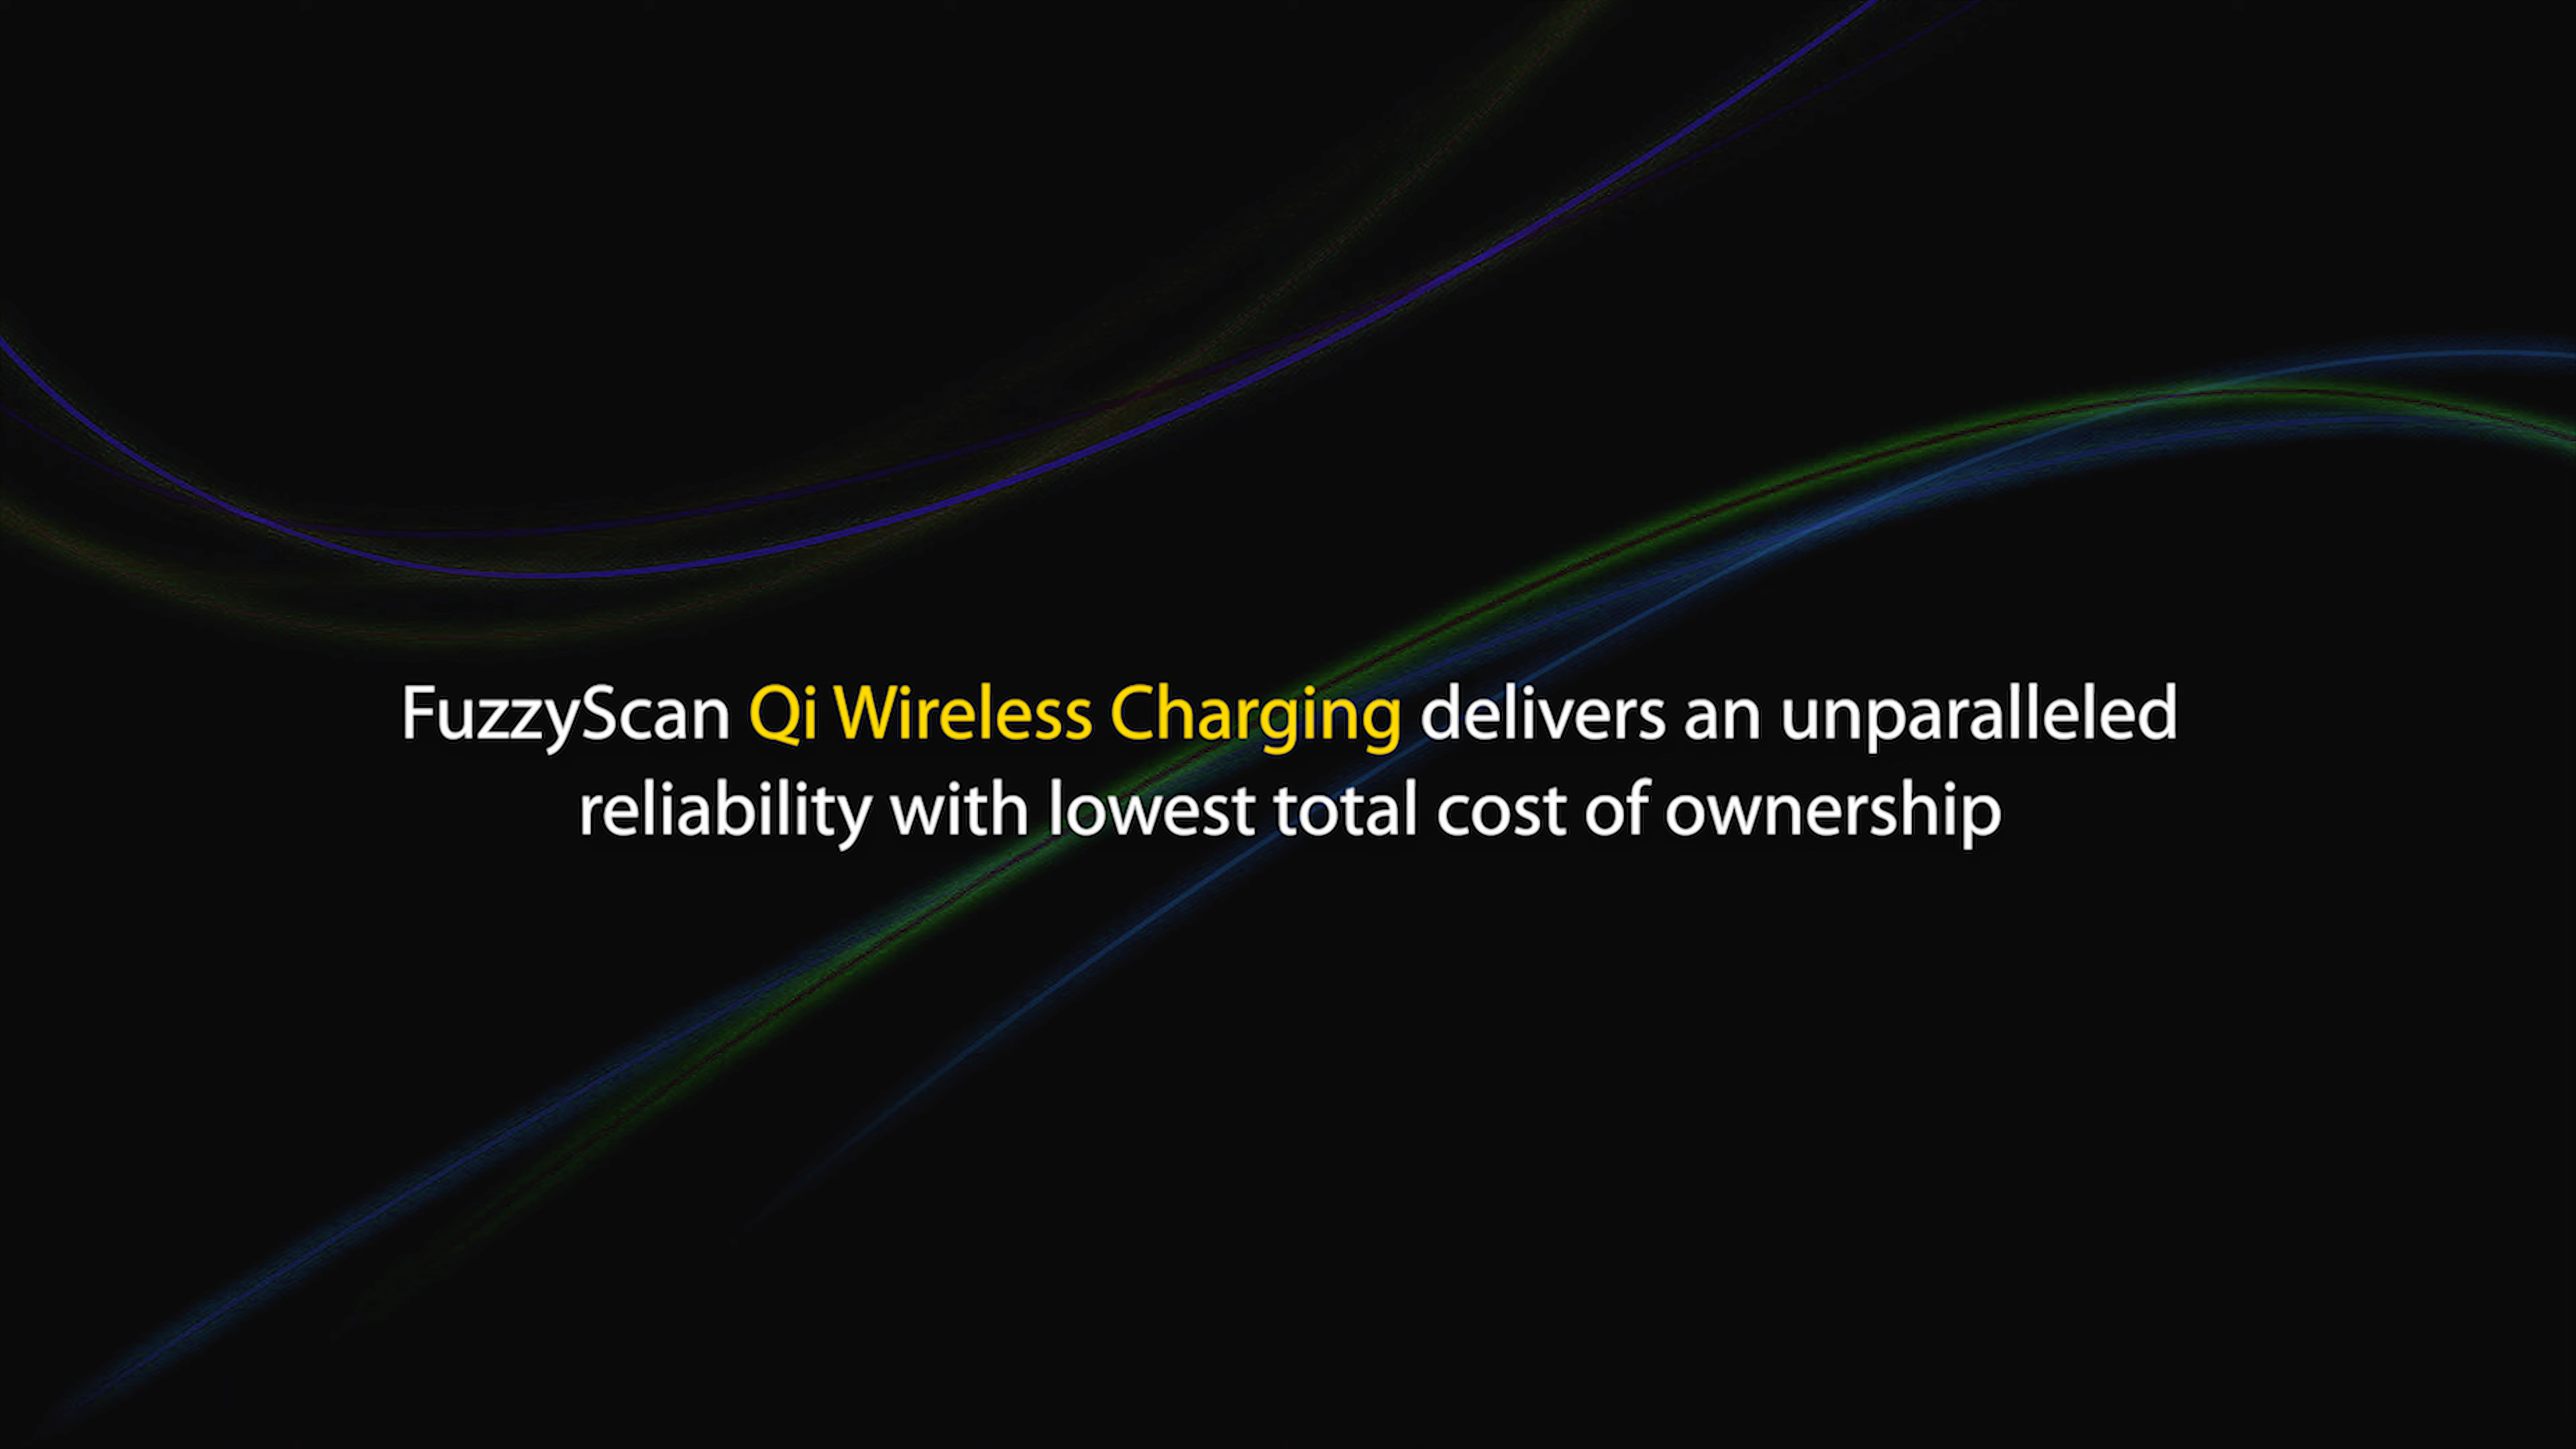 FuzzyScan Qi Wireless Charging delivers an unparalleled
reliability with lowest total cost of ownership